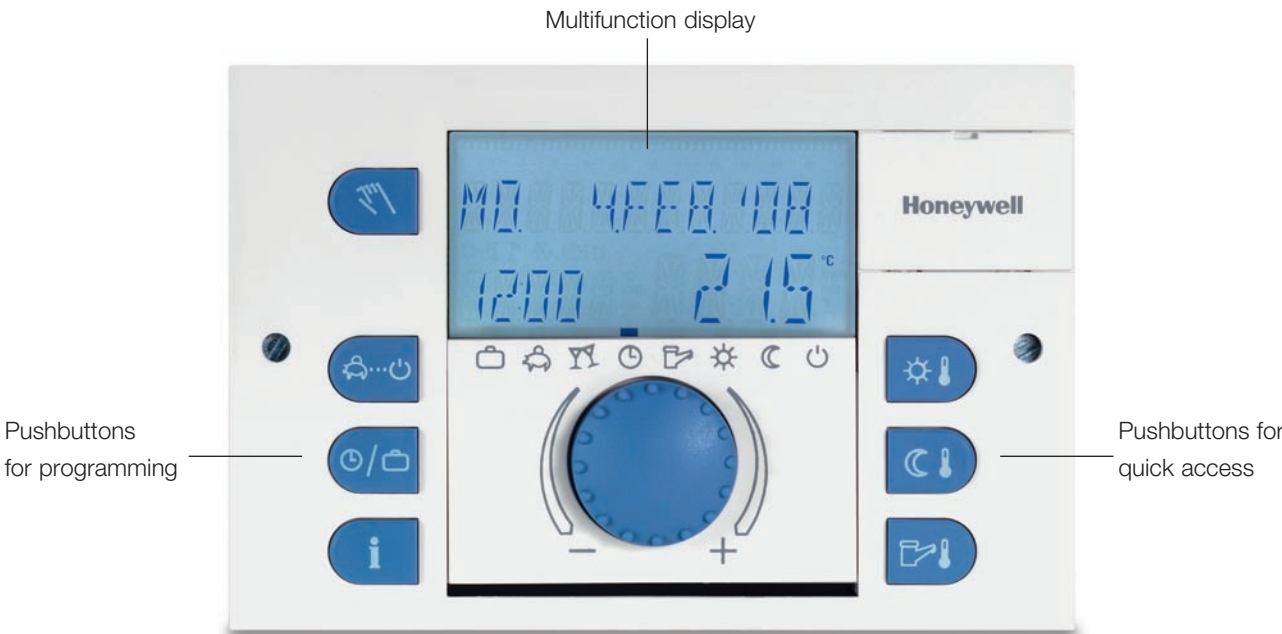 Multifunction display
MO. 4.FEB.'08
Honeywell
12:00 21.5 °C
Pushbuttons
for programming
Pushbuttons for
quick access
i
− +